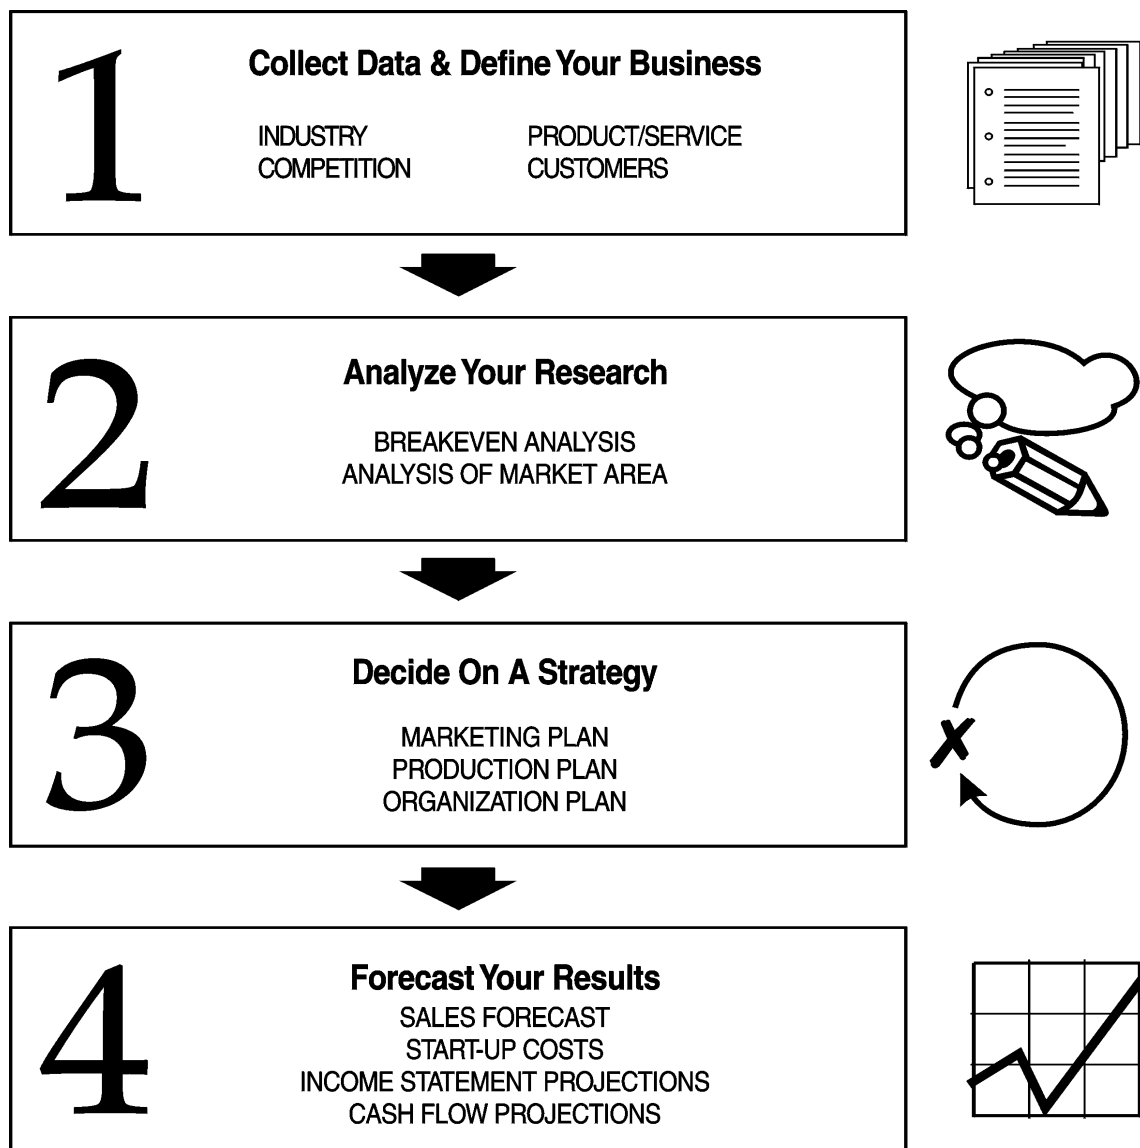 1
Collect Data & Define Your Business
INDUSTRY PRODUCT/SERVICE
COMPETITION CUSTOMERS
2
Analyze Your Research
BREAKEVEN ANALYSIS
ANALYSIS OF MARKET AREA
3
Decide On A Strategy
MARKETING PLAN
PRODUCTION PLAN
ORGANIZATION PLAN
4
Forecast Your Results
SALES FORECAST
START-UP COSTS
INCOME STATEMENT PROJECTIONS
CASH FLOW PROJECTIONS